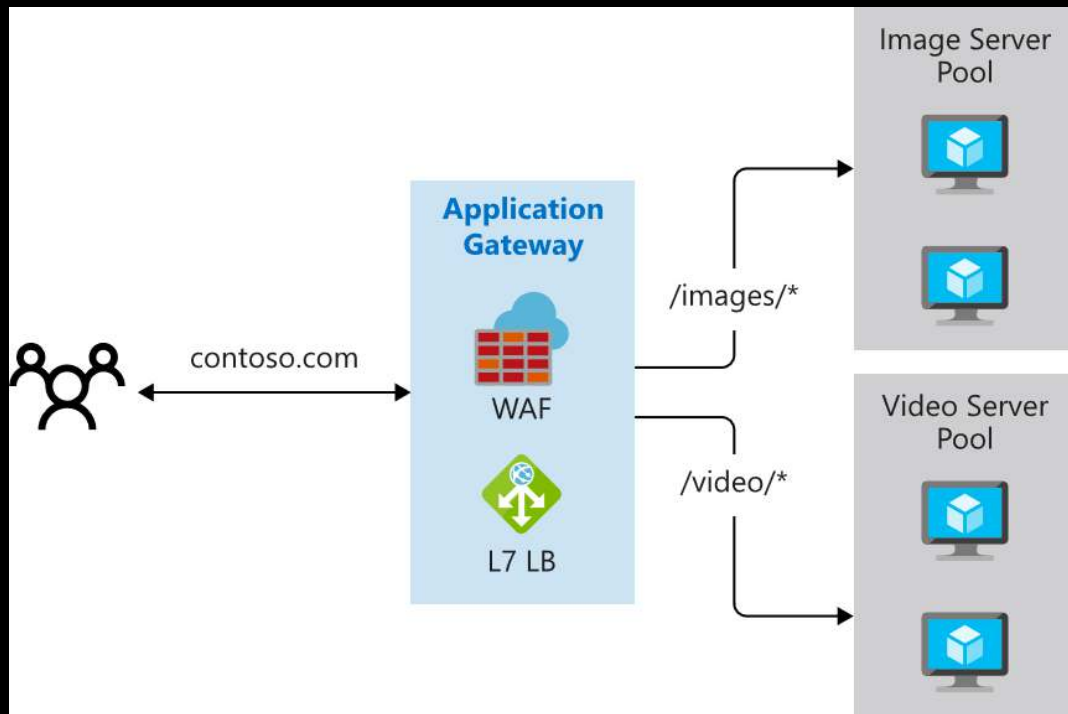 contoso.com
Application
Gateway
WAF
L7 LB
/images/*
/video/*
Image Server
Pool
Video Server
Pool